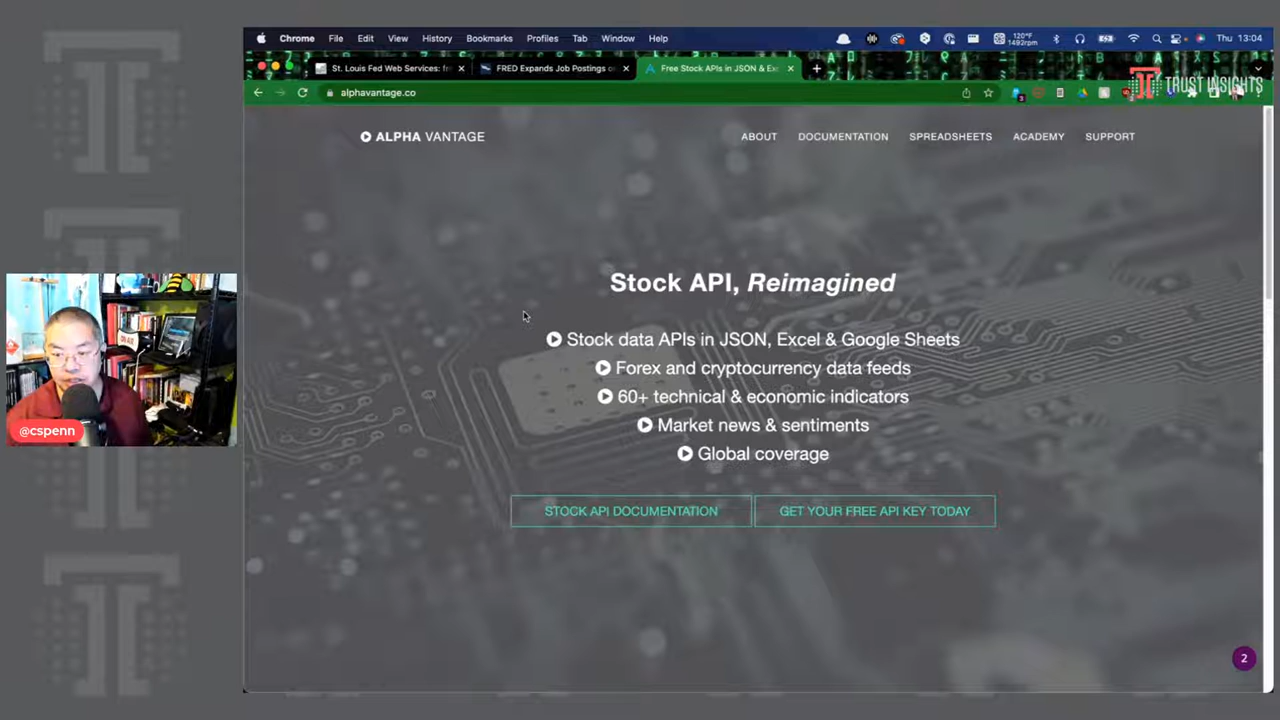 Chrome File Edit View History Bookmarks Profiles Tab Window Help
120°F
1492rpm
Thu 13:04
St. Louis Fed Web Services: f
FRED Expands Job Postings o
Free Stock APIs in JSON & Ex
alphavantage.co
TRUST INSIGHTS
ALPHA VANTAGE
ABOUT DOCUMENTATION SPREADSHEETS ACADEMY SUPPORT
Stock API, Reimagined
Stock data APIs in JSON, Excel & Google Sheets
Forex and cryptocurrency data feeds
60+ technical & economic indicators
Market news & sentiments
Global coverage
STOCK API DOCUMENTATION
GET YOUR FREE API KEY TODAY
@cspenn
2